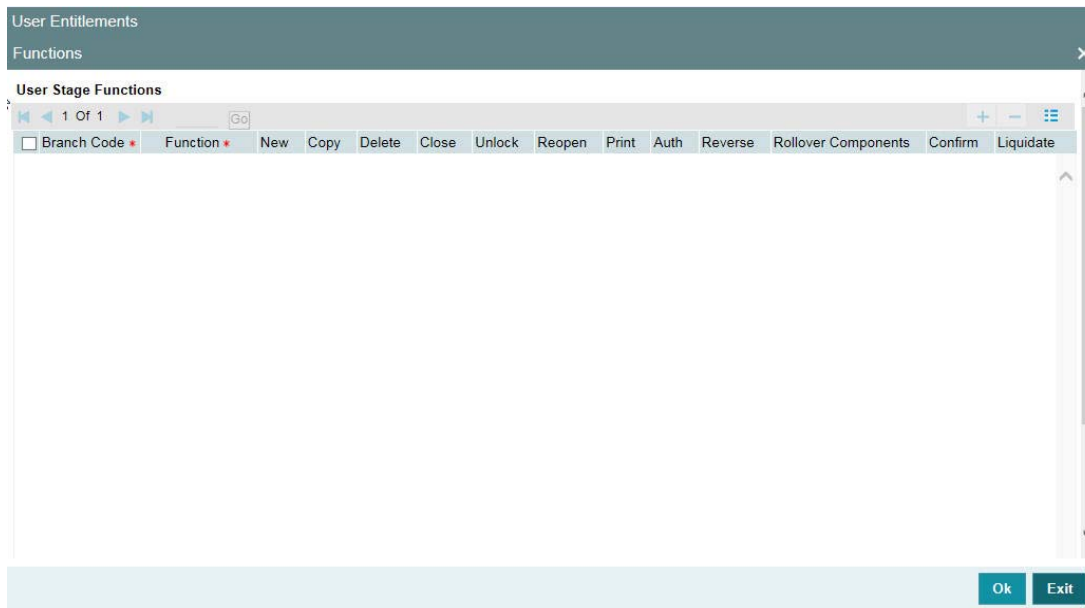 User Entitlements
Functions
User Stage Functions
1 Of 1 Go
Branch Code * Function * New Copy Delete Close Unlock Reopen Print Auth Reverse Rollover Components Confirm Liquidate
Ok Exit